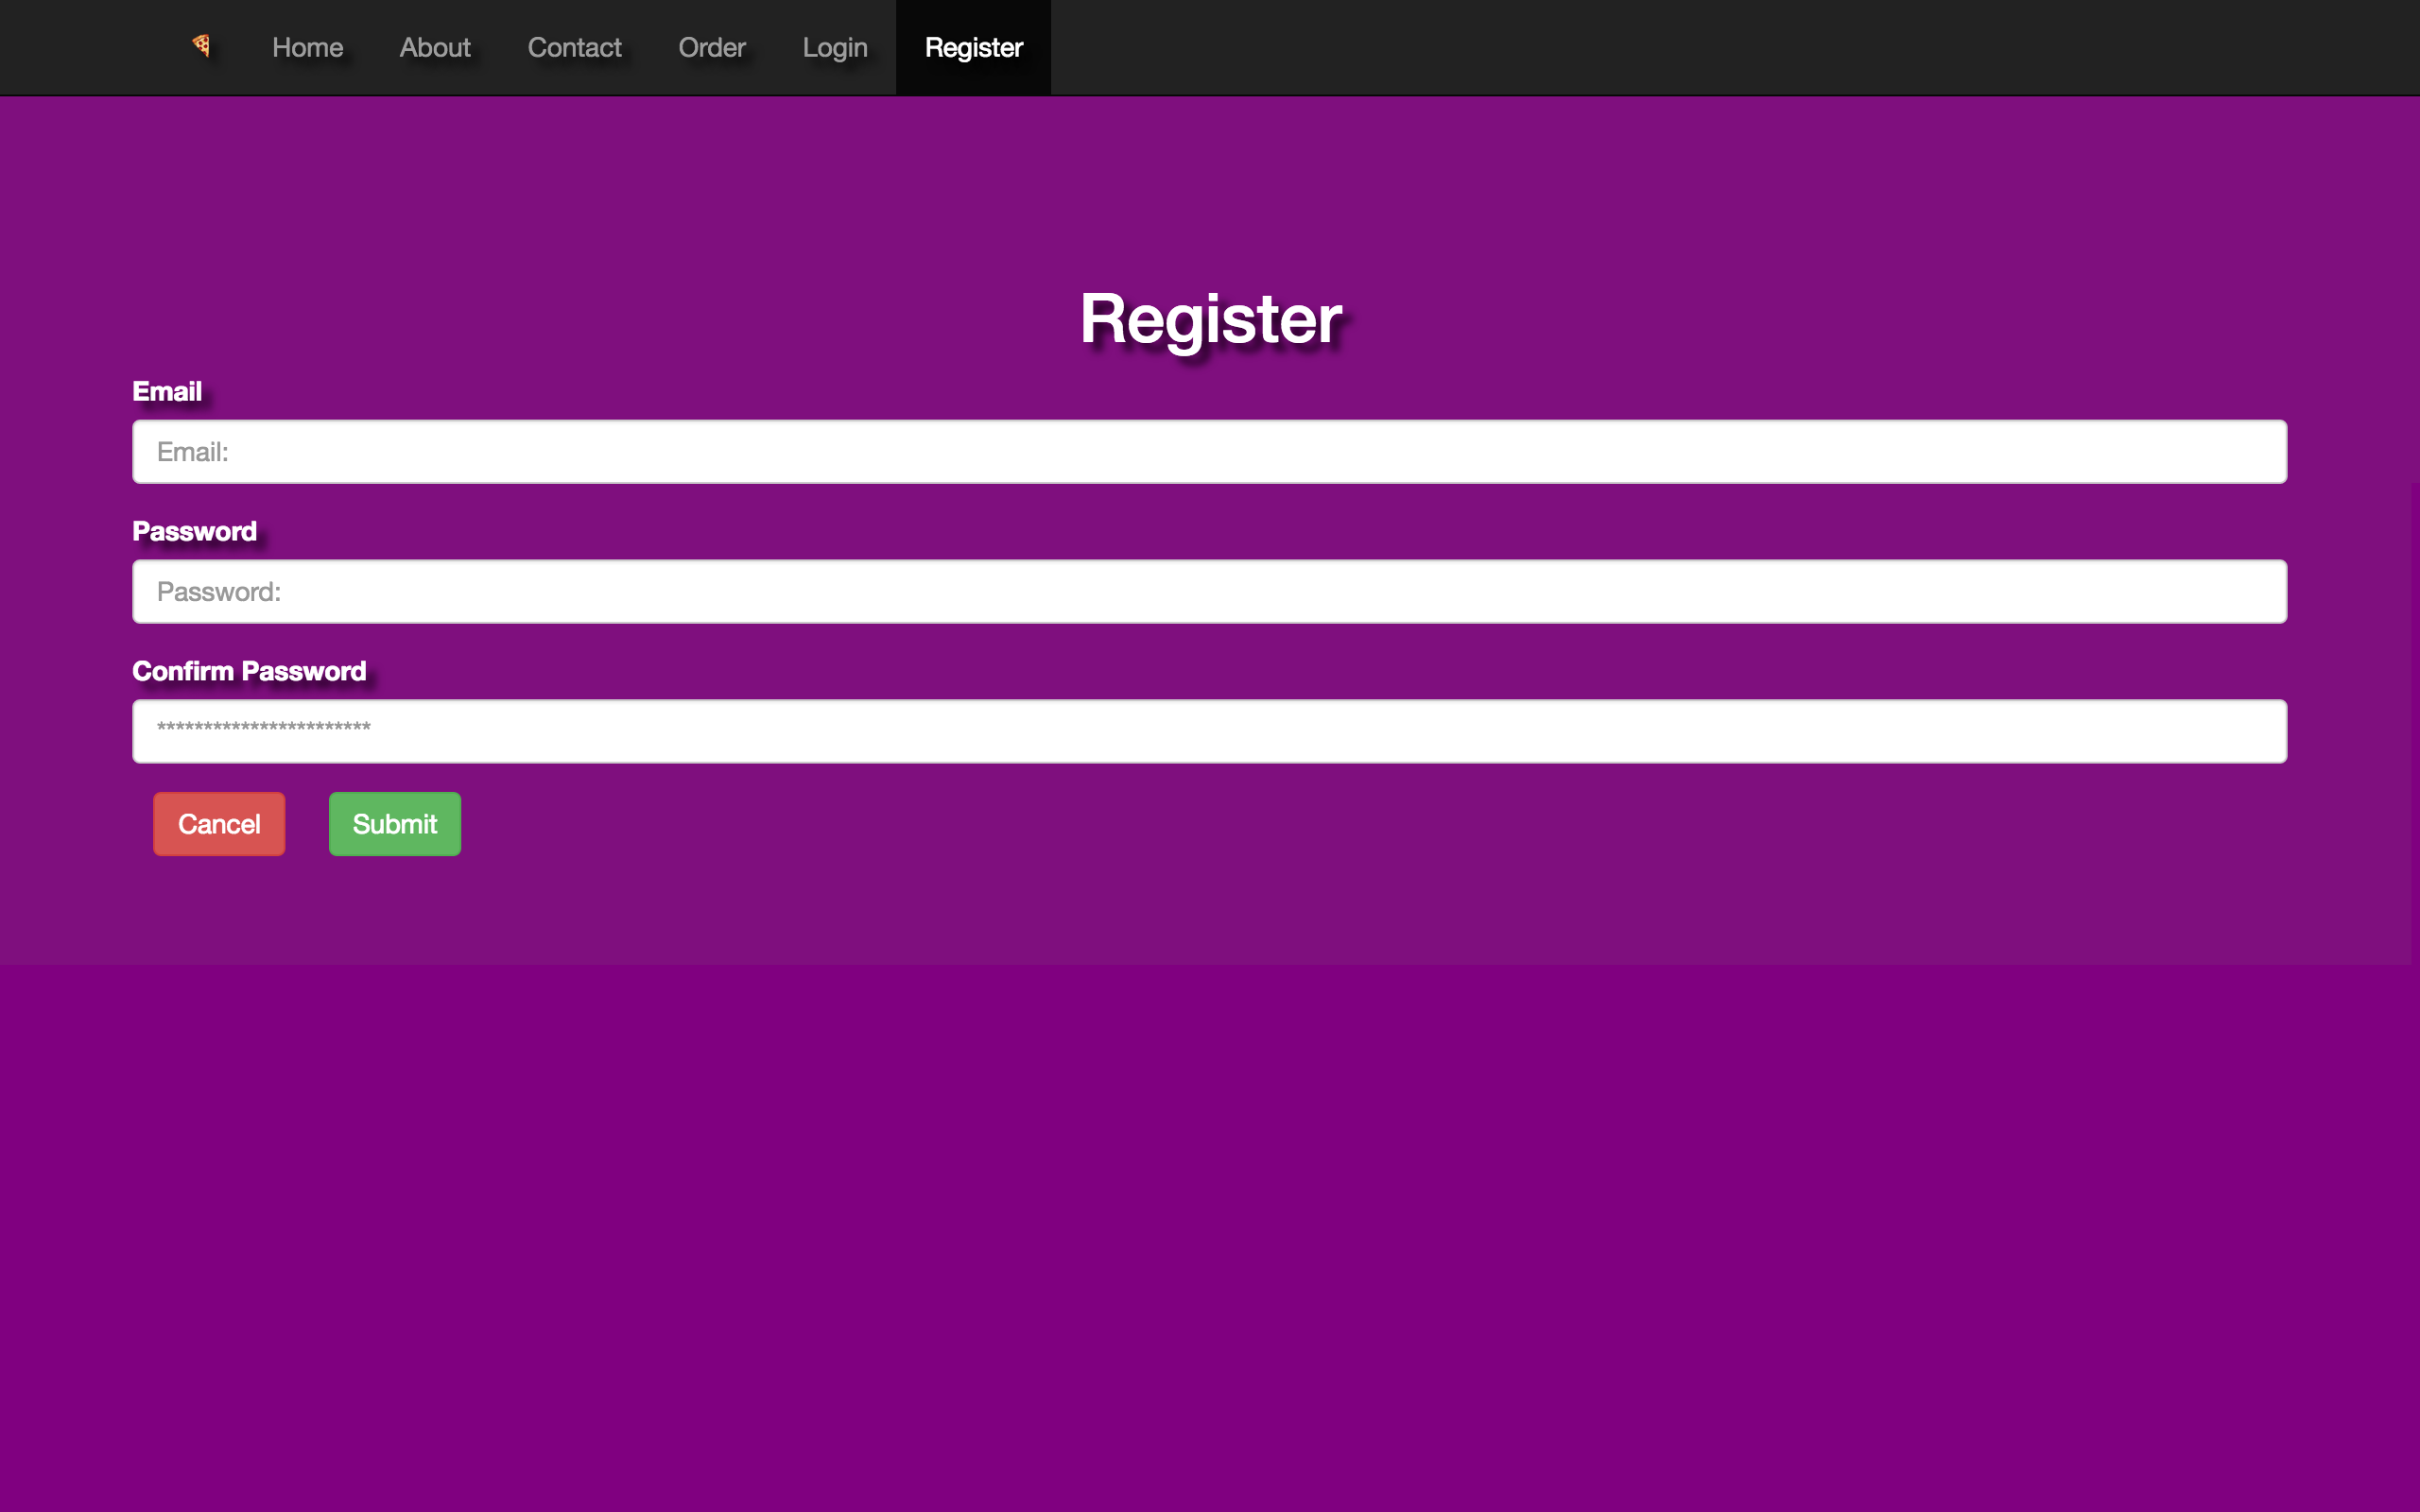 Home About Contact Order Login Register
Register
Email
Email:
Password
Password:
Confirm Password
***********************
Cancel Submit